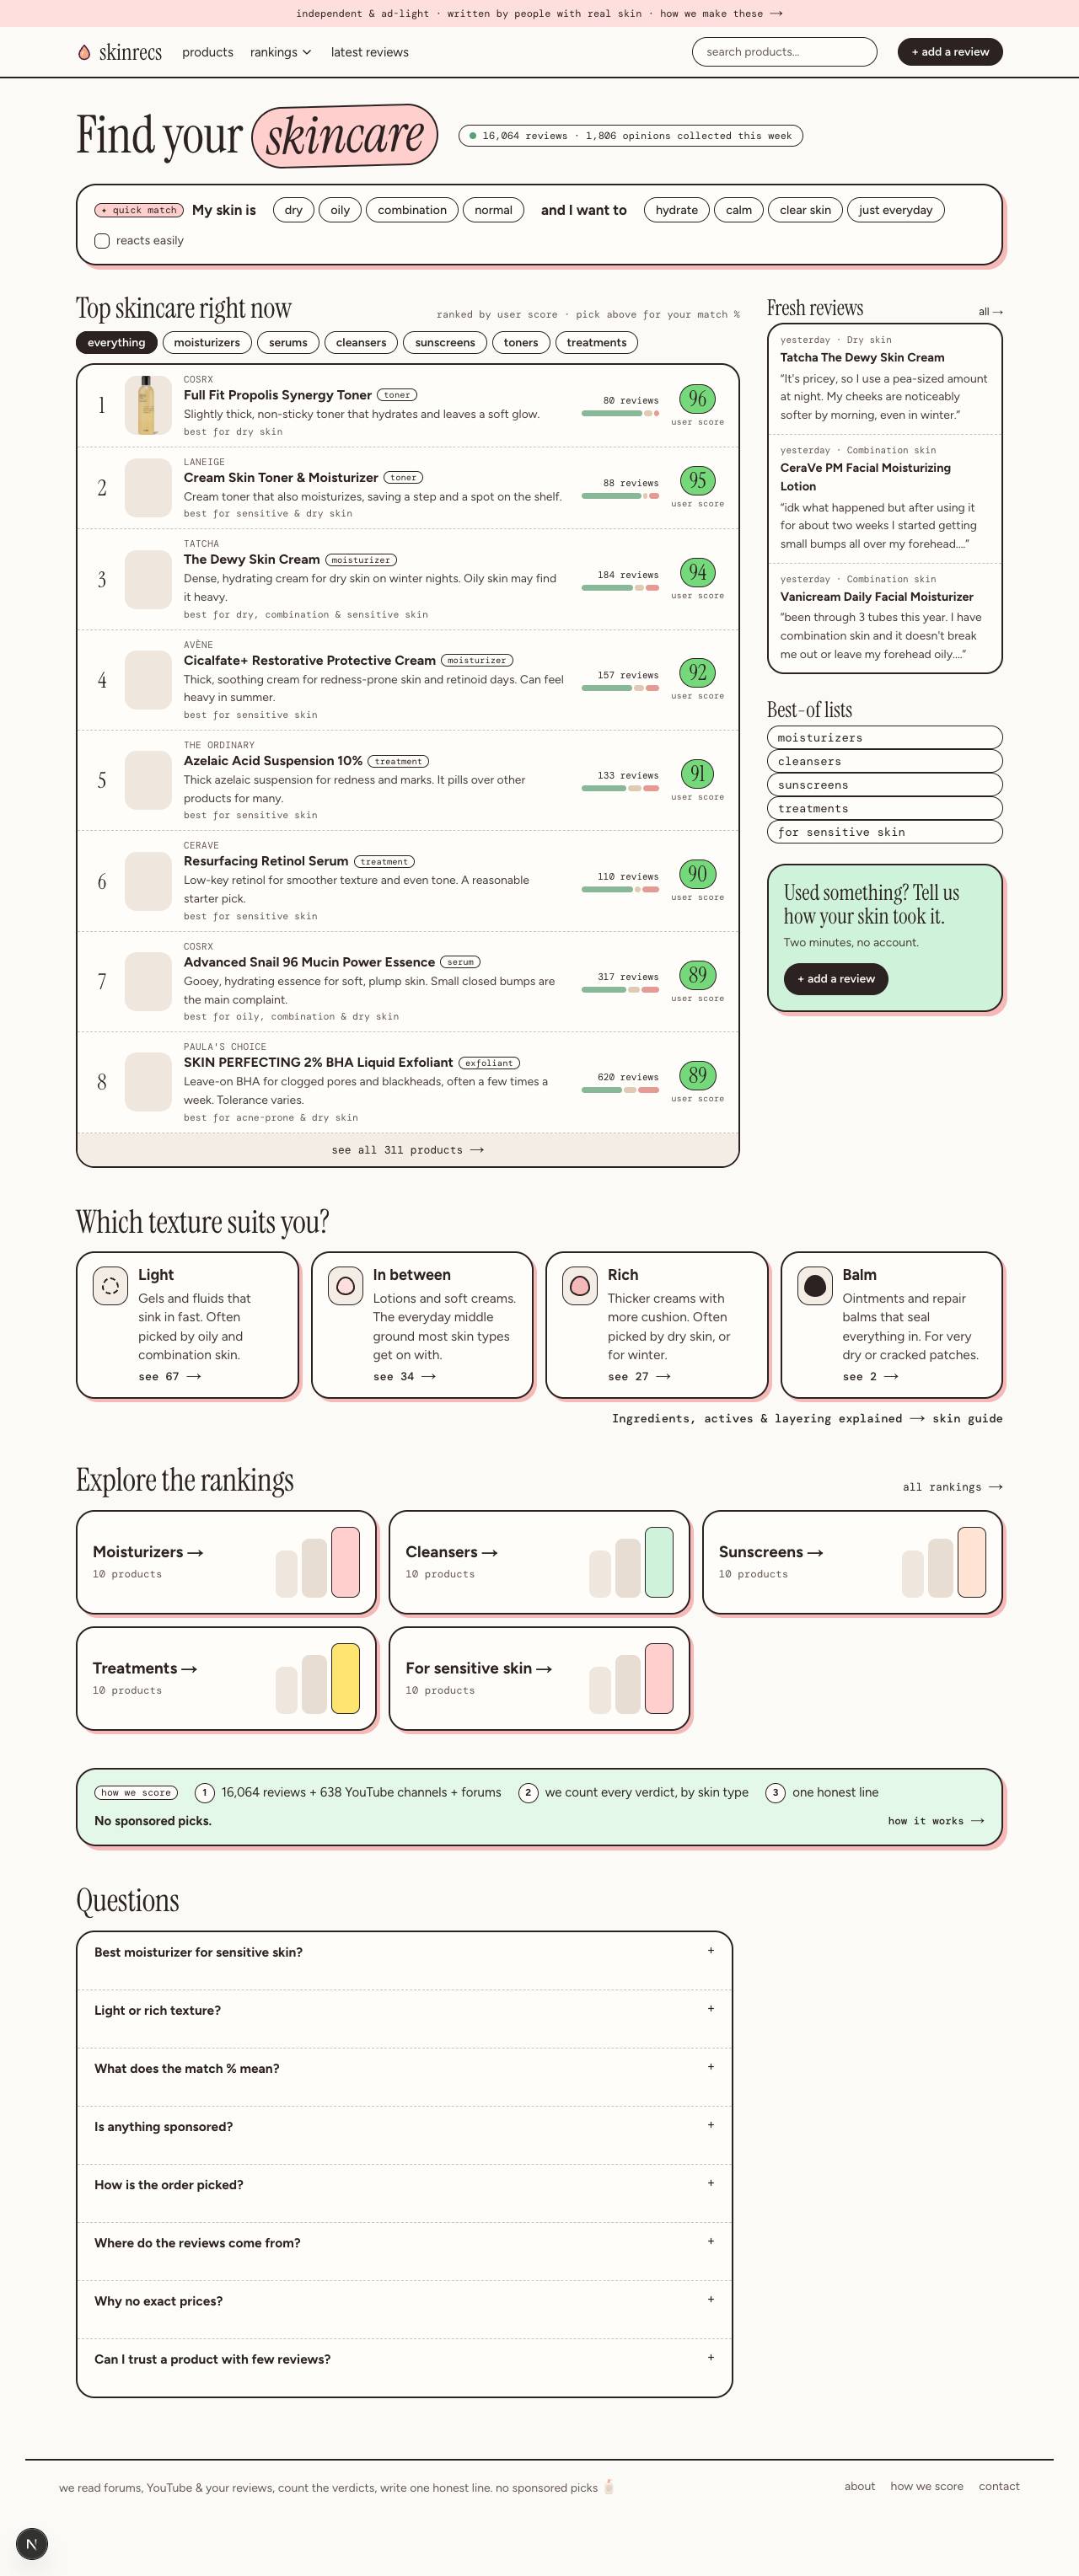 independent & ad-light · written by people with real skin · how we make these →
skinrecs products rankings latest reviews search products... + add a review
Find your skincare 16,064 reviews · 1,806 opinions collected this week
✦ quick match My skin is dry oily combination normal and I want to hydrate calm clear skin just everyday
reacts easily
Top skincare right now ranked by user score · pick above for your match %
everything moisturizers serums cleansers sunscreens toners treatments
1
COSRX
Full Fit Propolis Synergy Toner toner
Slightly thick, non-sticky toner that hydrates and leaves a soft glow.
best for dry skin
80 reviews
96
user score
2
LANEIGE
Cream Skin Toner & Moisturizer toner
Cream toner that also moisturizes, saving a step and a spot on the shelf.
best for sensitive & dry skin
88 reviews
95
user score
3
TATCHA
The Dewy Skin Cream moisturizer
Dense, hydrating cream for dry skin on winter nights. Oily skin may find
it heavy.
best for dry, combination & sensitive skin
184 reviews
94
user score
4
AVÈNE
Cicalfate+ Restorative Protective Cream moisturizer
Thick, soothing cream for redness-prone skin and retinoid days. Can feel
heavy in summer.
best for sensitive skin
157 reviews
92
user score
5
THE ORDINARY
Azelaic Acid Suspension 10% treatment
Thick azelaic suspension for redness and marks. It pills over other
products for many.
best for sensitive skin
133 reviews
91
user score
6
CERAVE
Resurfacing Retinol Serum treatment
Low-key retinol for smoother texture and even tone. A reasonable
starter pick.
best for sensitive skin
110 reviews
90
user score
7
COSRX
Advanced Snail 96 Mucin Power Essence serum
Gooey, hydrating essence for soft, plump skin. Small closed bumps are
the main complaint.
best for oily, combination & dry skin
317 reviews
89
user score
8
PAULA'S CHOICE
SKIN PERFECTING 2% BHA Liquid Exfoliant exfoliant
Leave-on BHA for clogged pores and blackheads, often a few times a
week. Tolerance varies.
best for acne-prone & dry skin
620 reviews
89
user score
see all 311 products →
Fresh reviews all →
yesterday · Dry skin
Tatcha The Dewy Skin Cream
“It's pricey, so I use a pea-sized amount
at night. My cheeks are noticeably
softer by morning, even in winter.”
yesterday · Combination skin
CeraVe PM Facial Moisturizing
Lotion
“idk what happened but after using it
for about two weeks I started getting
small bumps all over my forehead....”
yesterday · Combination skin
Vanicream Daily Facial Moisturizer
“been through 3 tubes this year. I have
combination skin and it doesn't break
me out or leave my forehead oily....”
Best-of lists
moisturizers
cleansers
sunscreens
treatments
for sensitive skin
Used something? Tell us
how your skin took it.
Two minutes, no account.
+ add a review
Which texture suits you?
Light
Gels and fluids that
sink in fast. Often
picked by oily and
combination skin.
see 67 →
In between
Lotions and soft creams.
The everyday middle
ground most skin types
get on with.
see 34 →
Rich
Thicker creams with
more cushion. Often
picked by dry skin, or
for winter.
see 27 →
Balm
Ointments and repair
balms that seal
everything in. For very
dry or cracked patches.
see 2 →
Ingredients, actives & layering explained → skin guide
Explore the rankings all rankings →
Moisturizers →
10 products
Cleansers →
10 products
Sunscreens →
10 products
Treatments →
10 products
For sensitive skin →
10 products
how we score 1 16,064 reviews + 638 YouTube channels + forums 2 we count every verdict, by skin type 3 one honest line
No sponsored picks. how it works →
Questions
Best moisturizer for sensitive skin? +
Light or rich texture? +
What does the match % mean? +
Is anything sponsored? +
How is the order picked? +
Where do the reviews come from? +
Why no exact prices? +
Can I trust a product with few reviews? +
we read forums, YouTube & your reviews, count the verdicts, write one honest line. no sponsored picks about how we score contact
N